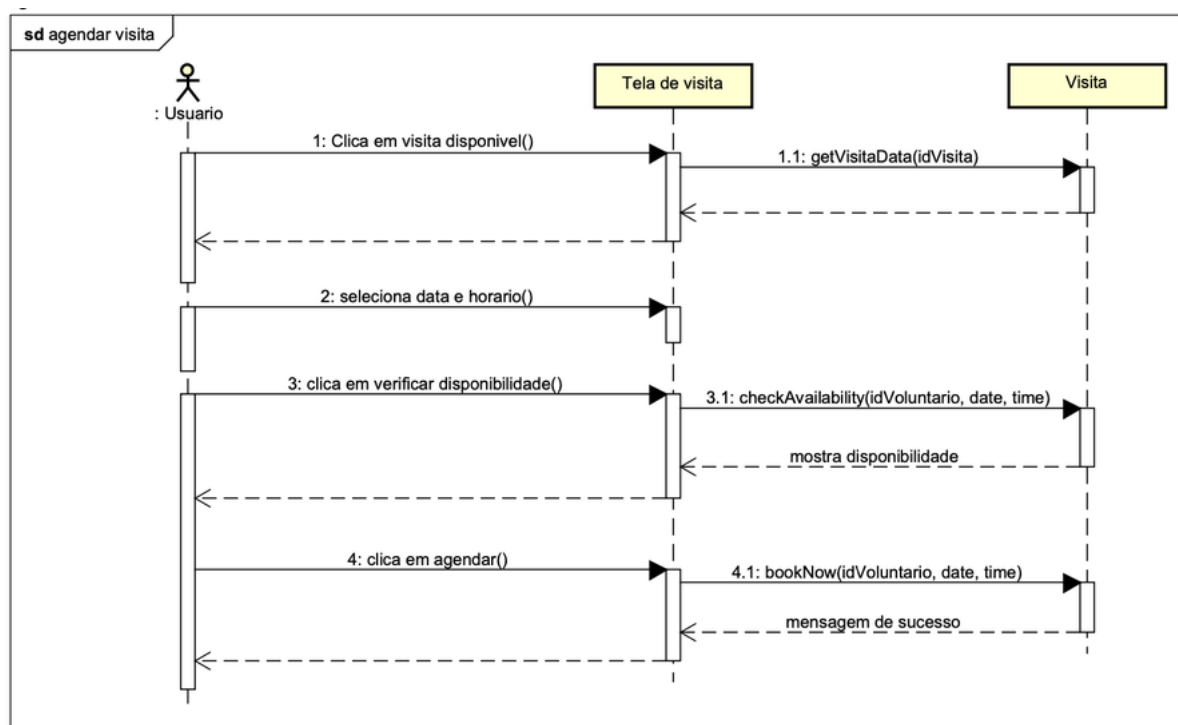 sd agendar visita
: Usuario
Tela de visita
Visita
1: Clica em visita disponivel()
1.1: getVisitaData(idVisita)
2: seleciona data e horario()
3: clica em verificar disponibilidade()
3.1: checkAvailability(idVoluntario, date, time)
mostra disponibilidade
4: clica em agendar()
4.1: bookNow(idVoluntario, date, time)
mensagem de sucesso